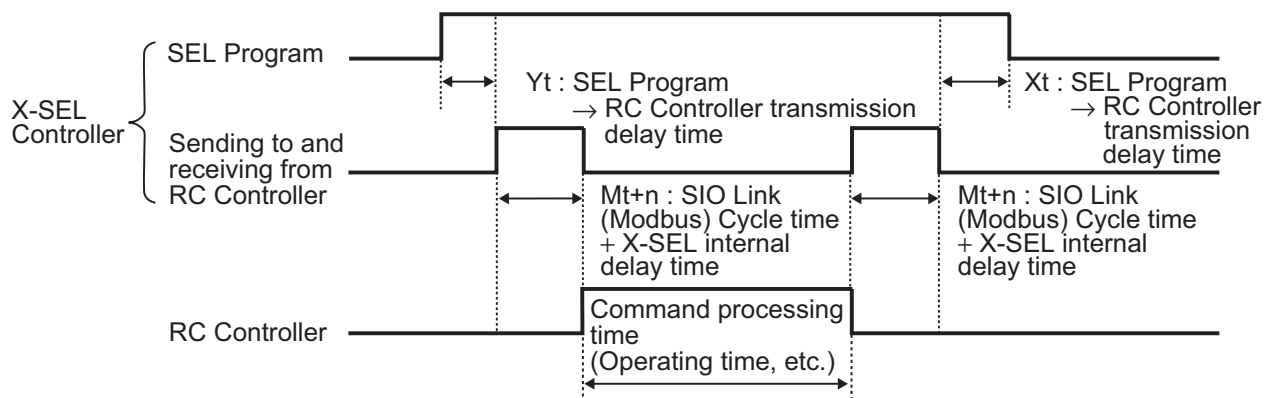 SEL Program
X-SEL
Controller
Sending to and
receiving from
RC Controller
Yt : SEL Program
→ RC Controller transmission
delay time
Xt : SEL Program
→ RC Controller
transmission
delay time
Mt+n : SIO Link
(Modbus) Cycle time
+ X-SEL internal
delay time
Mt+n : SIO Link
(Modbus) Cycle time
+ X-SEL internal
delay time
RC Controller
Command processing
time
(Operating time, etc.)